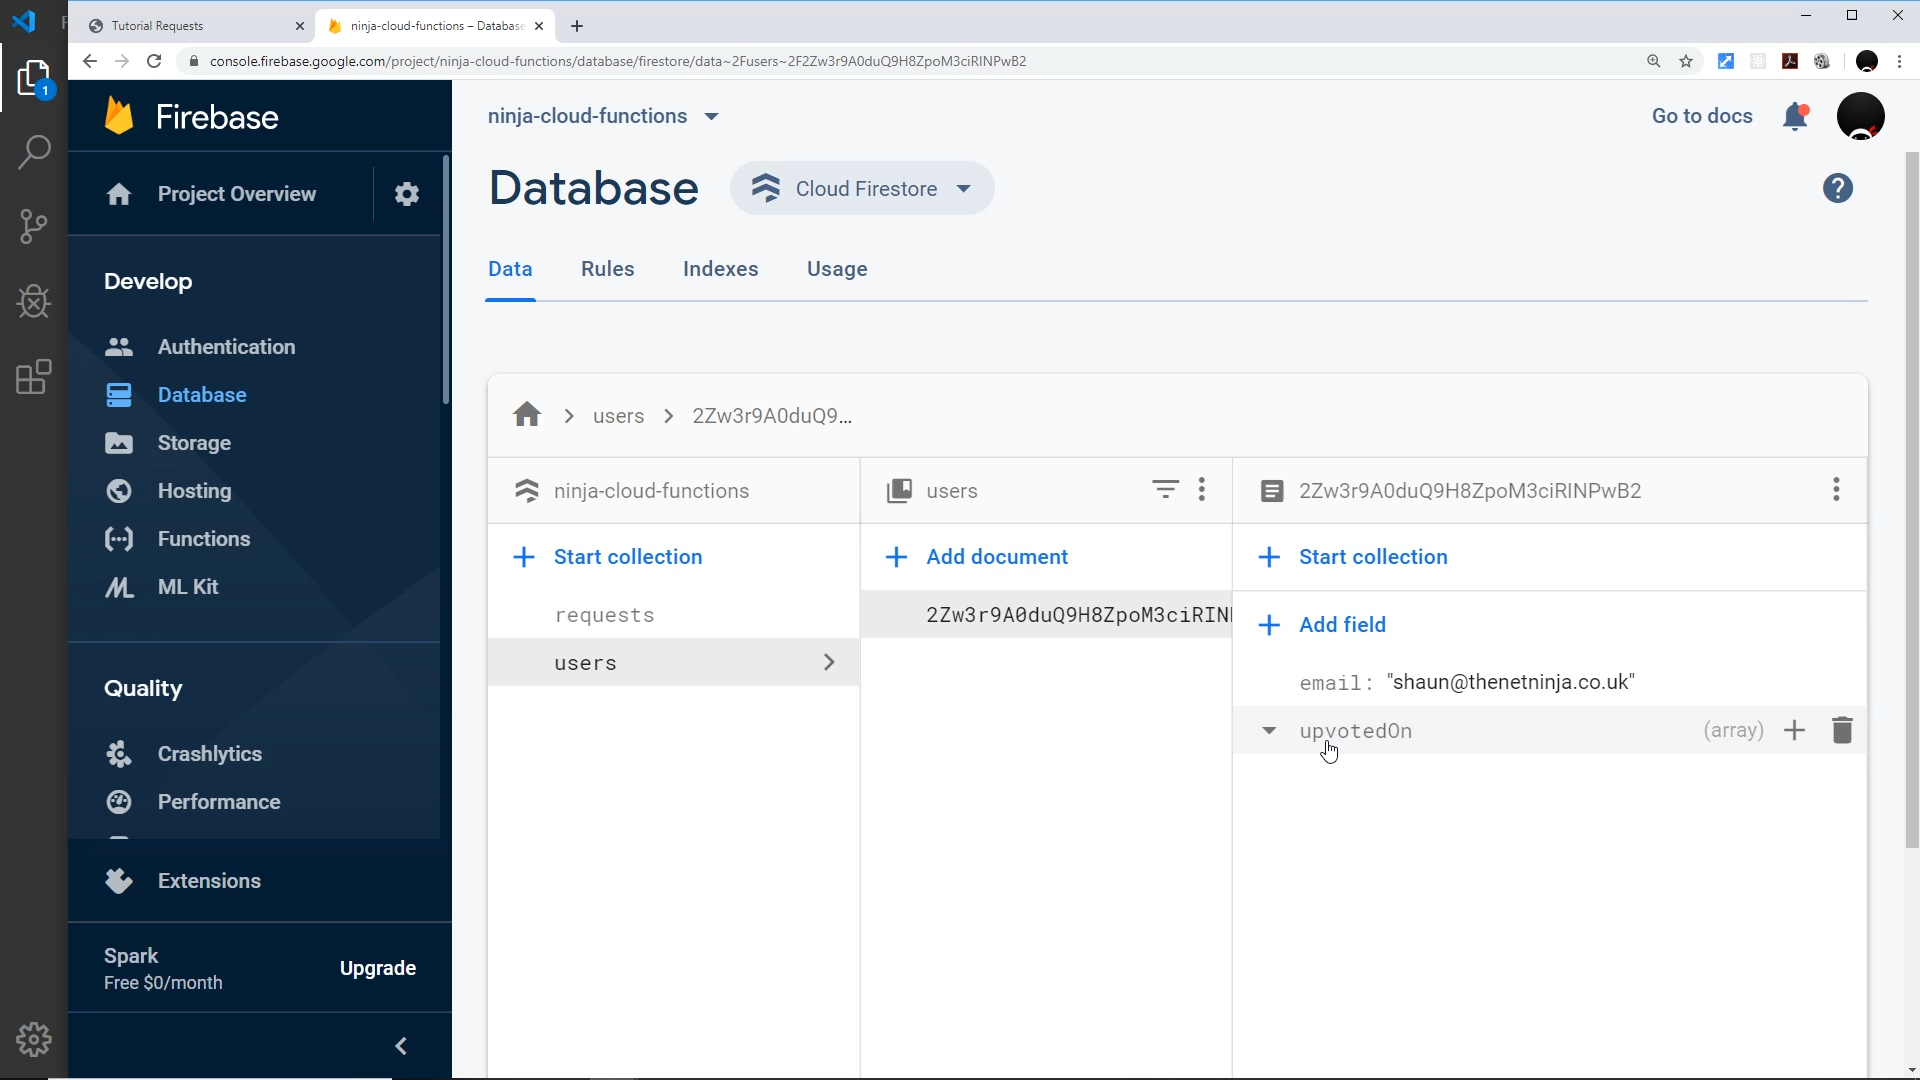 Tutorial Requests
ninja-cloud-functions – Database
console.firebase.google.com/project/ninja-cloud-functions/database/firestore/data~2Fusers~2F2Zw3r9A0duQ9H8ZpoM3ciRINPwB2
1
Firebase
ninja-cloud-functions
Go to docs
Project Overview
Database
Cloud Firestore
?
Develop
Data
Rules
Indexes
Usage
Authentication
Database
Storage
Hosting
Functions
ML Kit
users
2Zw3r9A0duQ9...
ninja-cloud-functions
users
2Zw3r9A0duQ9H8ZpoM3ciRINPwB2
Start collection
Add document
Start collection
requests
2Zw3r9A0duQ9H8ZpoM3ciRIN
Add field
users
email: "shaun@thenetninja.co.uk"
upvotedOn
(array)
Quality
Crashlytics
Performance
Extensions
Spark
Free $0/month
Upgrade